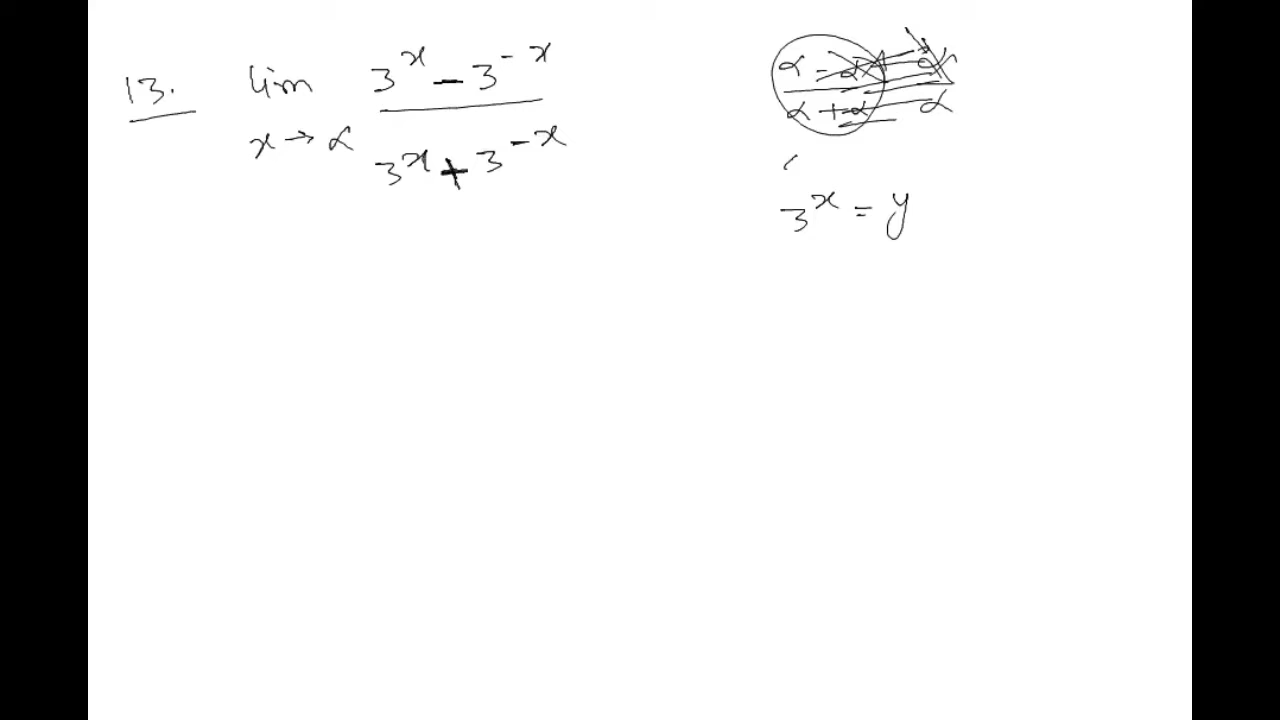 13. lim 3^x - 3^-x
x → α 3^x + 3^-x
α - α
α + α α
3^x = y